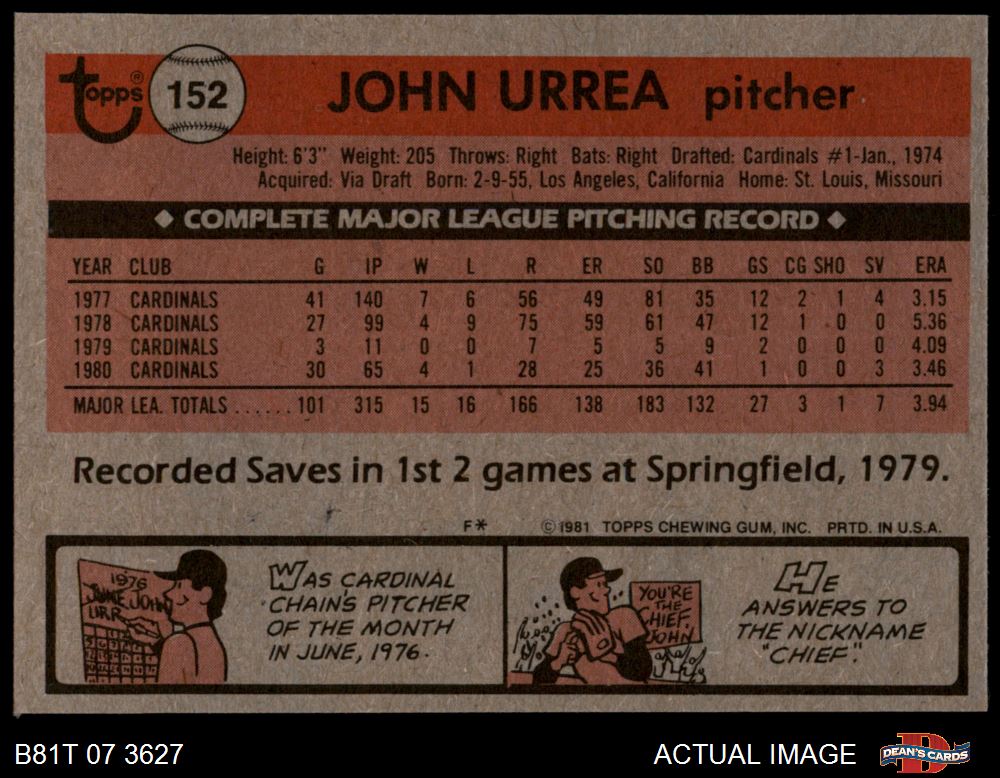 topps® 152 JOHN URREA pitcher
Height: 6'3" Weight: 205 Throws: Right Bats: Right Drafted: Cardinals #1-Jan., 1974
Acquired: Via Draft Born: 2-9-55, Los Angeles, California Home: St. Louis, Missouri
◆ COMPLETE MAJOR LEAGUE PITCHING RECORD ◆
YEAR CLUB G IP W L R ER SO BB GS CG SHO SV ERA
1977 CARDINALS 41 140 7 6 56 49 81 35 12 2 1 4 3.15
1978 CARDINALS 27 99 4 9 75 59 61 47 12 1 0 0 5.36
1979 CARDINALS 3 11 0 0 7 5 5 9 2 0 0 0 4.09
1980 CARDINALS 30 65 4 1 28 25 36 41 1 0 0 3 3.46
MAJOR LEA. TOTALS ...... 101 315 15 16 166 138 183 132 27 3 1 7 3.94
Recorded Saves in 1st 2 games at Springfield, 1979.
F* © 1981 TOPPS CHEWING GUM, INC. PRTD. IN U.S.A.
1976
JUNE JOHN
URR
WAS CARDINAL
CHAIN'S PITCHER
OF THE MONTH
IN JUNE, 1976.
YOU'RE
THE
CHIEF,
JOHN
HE
ANSWERS TO
THE NICKNAME
"CHIEF".
B81T 07 3627 ACTUAL IMAGE D DEAN'S CARDS